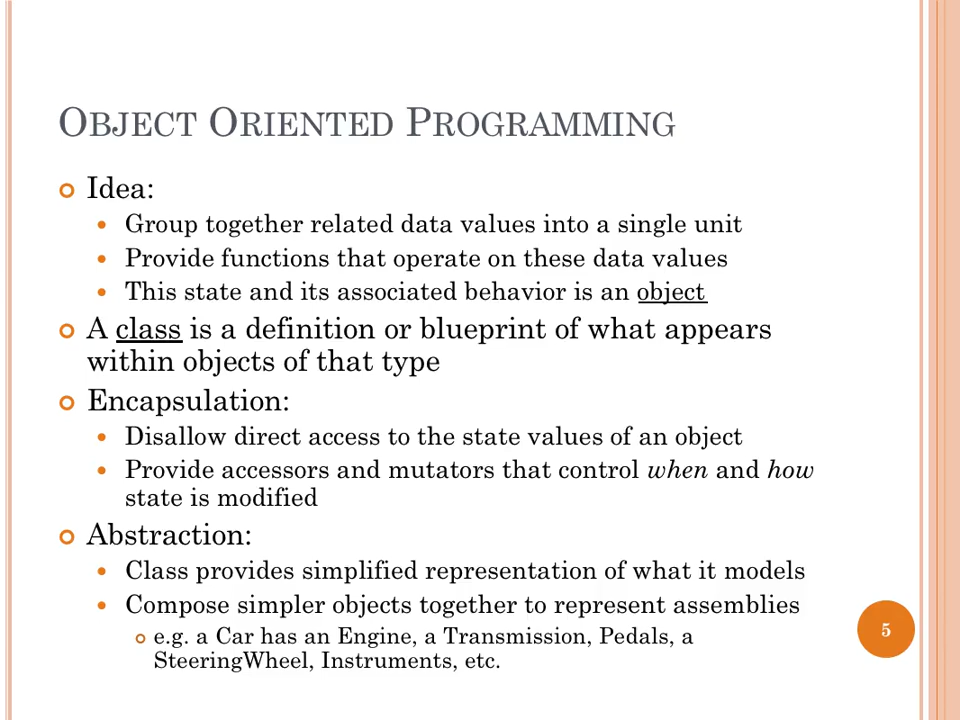 OBJECT ORIENTED PROGRAMMING
Idea:
Group together related data values into a single unit
Provide functions that operate on these data values
This state and its associated behavior is an object
A class is a definition or blueprint of what appears
within objects of that type
Encapsulation:
Disallow direct access to the state values of an object
Provide accessors and mutators that control when and how
state is modified
Abstraction:
Class provides simplified representation of what it models
Compose simpler objects together to represent assemblies
e.g. a Car has an Engine, a Transmission, Pedals, a
SteeringWheel, Instruments, etc.
5